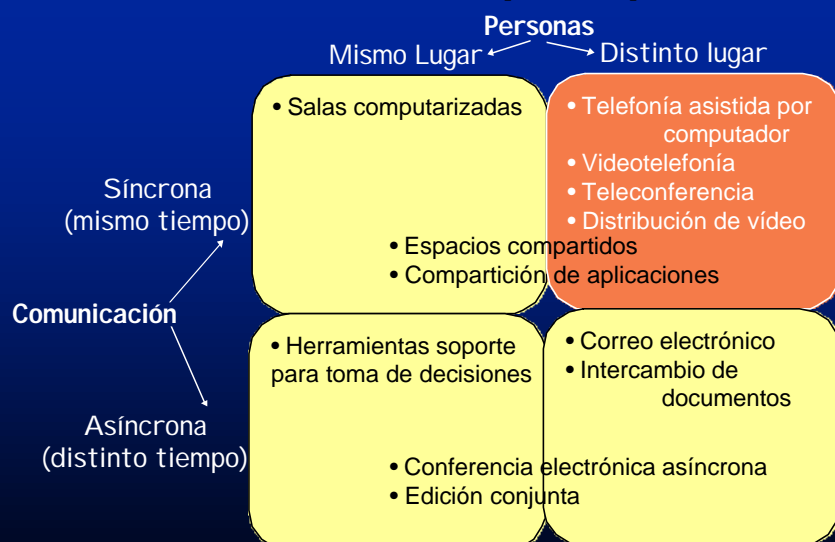 Personas
Mismo Lugar
Distinto lugar
• Salas computarizadas
• Telefonía asistida por
computador
• Videotelefonía
• Teleconferencia
• Distribución de vídeo
Síncrona
(mismo tiempo)
• Espacios compartidos
• Compartición de aplicaciones
Comunicación
• Herramientas soporte
para toma de decisiones
• Correo electrónico
• Intercambio de
documentos
Asíncrona
(distinto tiempo)
• Conferencia electrónica asíncrona
• Edición conjunta